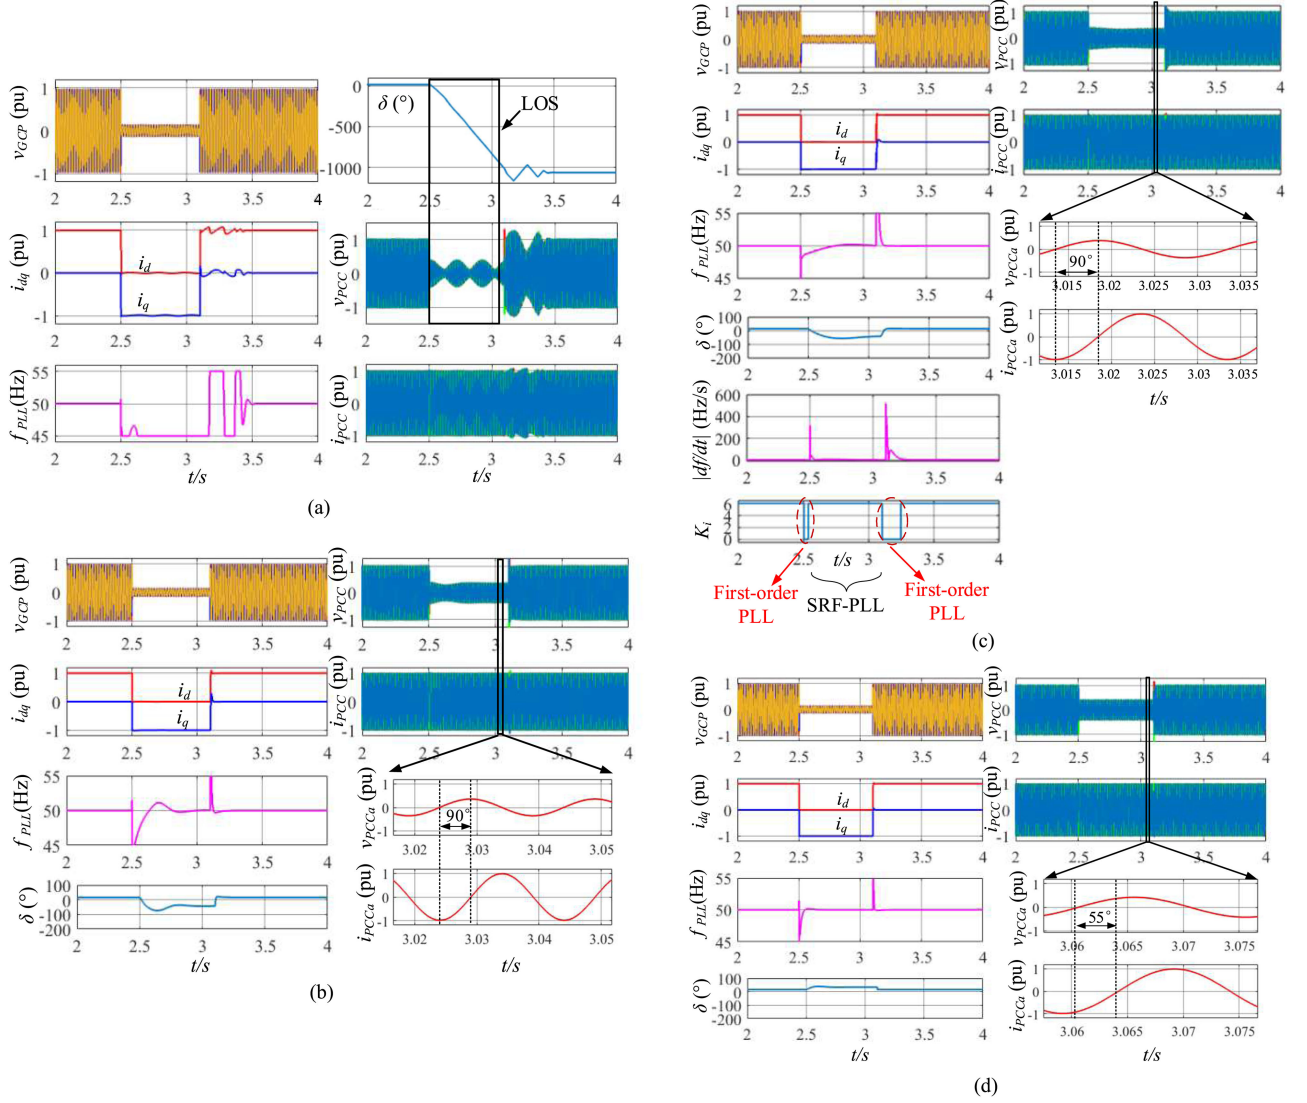 v_GCP (pu)
1
0
-1
2 2.5 3 3.5 4
δ (°)
LOS
0
-500
-1000
2 2.5 3 3.5 4
i_dq (pu)
1
0
-1
i_d
i_q
2 2.5 3 3.5 4
v_PCC (pu)
1
0
-1
2 2.5 3 3.5 4
f_PLL(Hz)
55
50
45
2 2.5 3 3.5 4
t/s
i_PCC (pu)
1
0
-1
2 2.5 3 3.5 4
t/s
(a)
v_GCP (pu)
1
0
-1
2 2.5 3 3.5 4
v_PCC (pu)
1
0
-1
2 2.5 3 3.5 4
i_dq (pu)
1
0
-1
i_d
i_q
2 2.5 3 3.5 4
i_PCC (pu)
1
0
-1
2 2.5 3 3.5 4
f_PLL(Hz)
55
50
45
2 2.5 3 3.5 4
v_PCCa (pu)
1
0
-1
90°
3.02 3.03 3.04 3.05
δ (°)
100
0
-100
-200
2 2.5 3 3.5 4
t/s
i_PCCa (pu)
1
0
-1
3.02 3.03 3.04 3.05
t/s
(b)
v_GCP (pu)
1
0
-1
2 2.5 3 3.5 4
v_PCC (pu)
1
0
-1
2 2.5 3 3.5 4
i_dq (pu)
1
0
-1
i_d
i_q
2 2.5 3 3.5 4
i_PCC (pu)
1
0
-1
2 2.5 3 3.5 4
f_PLL(Hz)
55
50
45
2 2.5 3 3.5 4
v_PCCa (pu)
1
0
-1
90°
3.015 3.02 3.025 3.03 3.035
δ (°)
100
0
-100
-200
2 2.5 3 3.5 4
i_PCCa (pu)
1
0
-1
3.015 3.02 3.025 3.03 3.035
t/s
|df/dt| (Hz/s)
600
400
200
0
2 2.5 3 3.5 4
K_i
6
4
2
0
2 2.5 t/s 3 3.5 4
First-order
PLL
SRF-PLL
First-order
PLL
(c)
v_GCP (pu)
1
0
-1
2 2.5 3 3.5 4
v_PCC (pu)
1
0
-1
2 2.5 3 3.5 4
i_dq (pu)
1
0
-1
i_d
i_q
2 2.5 3 3.5 4
i_PCC (pu)
1
0
-1
2 2.5 3 3.5 4
f_PLL(Hz)
55
50
45
2 2.5 3 3.5 4
v_PCCa (pu)
1
0
-1
55°
3.06 3.065 3.07 3.075
δ (°)
100
0
-100
-200
2 2.5 3 3.5 4
t/s
i_PCCa (pu)
1
0
-1
3.06 3.065 3.07 3.075
t/s
(d)